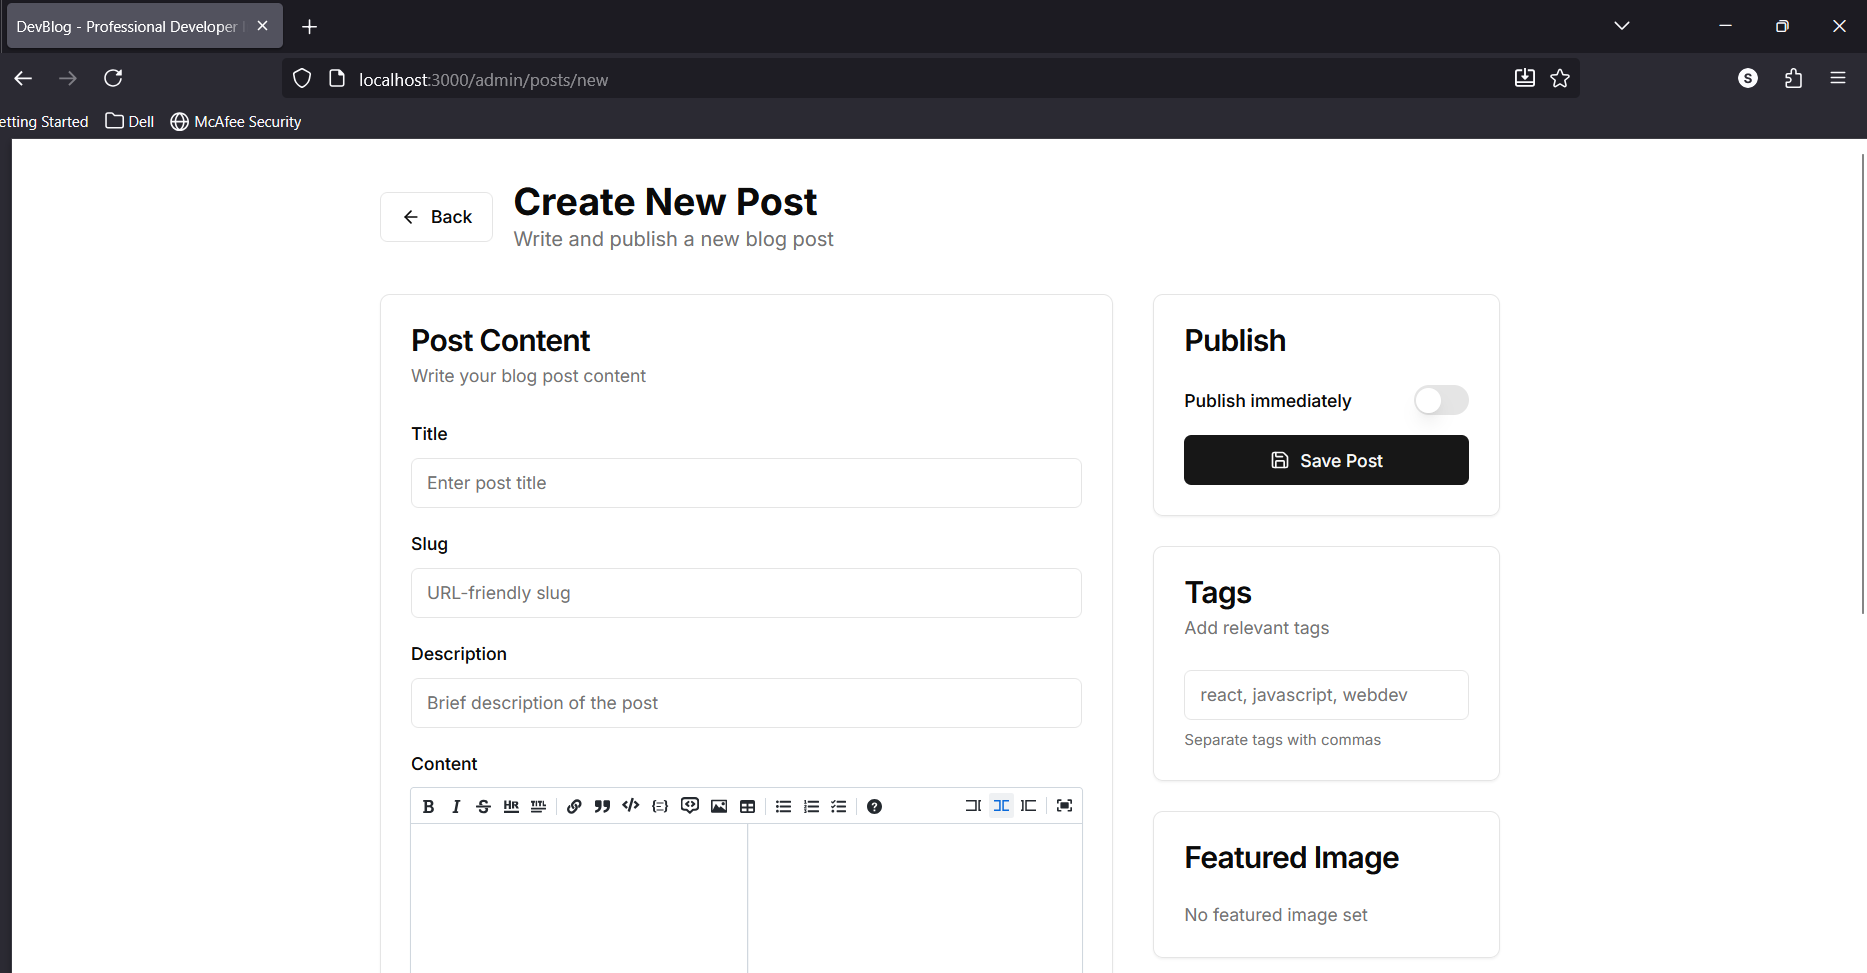 DevBlog - Professional Developer
localhost:3000/admin/posts/new
S
etting Started
Dell
McAfee Security
Back
Create New Post
Write and publish a new blog post
Post Content
Write your blog post content
Title
Enter post title
Slug
URL-friendly slug
Description
Brief description of the post
Content
B I S HR TITL
Publish
Publish immediately
Save Post
Tags
Add relevant tags
react, javascript, webdev
Separate tags with commas
Featured Image
No featured image set